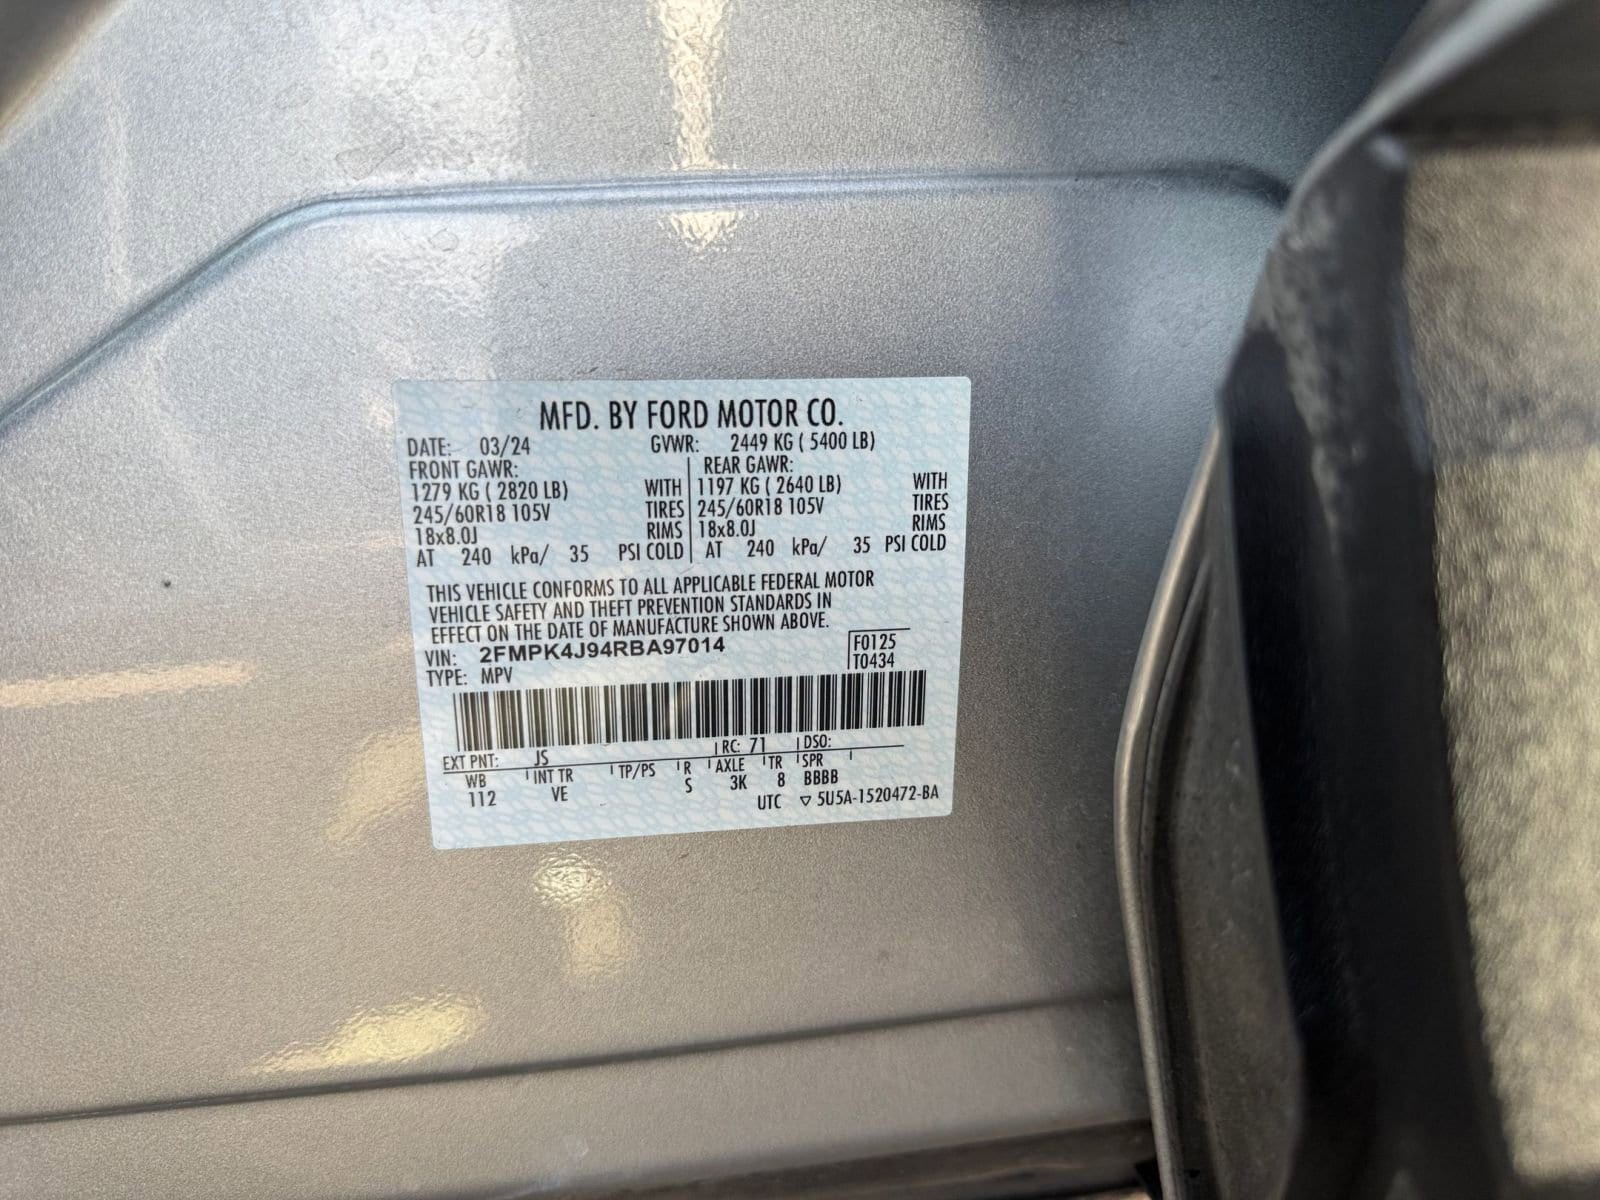 MFD. BY FORD MOTOR CO.
DATE: 03/24 GVWR: 2449 KG ( 5400 LB)
FRONT GAWR: REAR GAWR:
1279 KG ( 2820 LB) WITH 1197 KG ( 2640 LB) WITH
245/60R18 105V TIRES 245/60R18 105V TIRES
18x8.0J RIMS 18x8.0J RIMS
AT 240 kPa/ 35 PSI COLD AT 240 kPa/ 35 PSI COLD
THIS VEHICLE CONFORMS TO ALL APPLICABLE FEDERAL MOTOR
VEHICLE SAFETY AND THEFT PREVENTION STANDARDS IN
EFFECT ON THE DATE OF MANUFACTURE SHOWN ABOVE.
VIN: 2FMPK4J94RBA97014 F0125
TYPE: MPV T0434
EXT PNT: JS RC: 71 DSO:
WB INT TR TP/PS R AXLE TR SPR
112 VE S 3K 8 BBBB
UTC ▽ 5U5A-1520472-BA